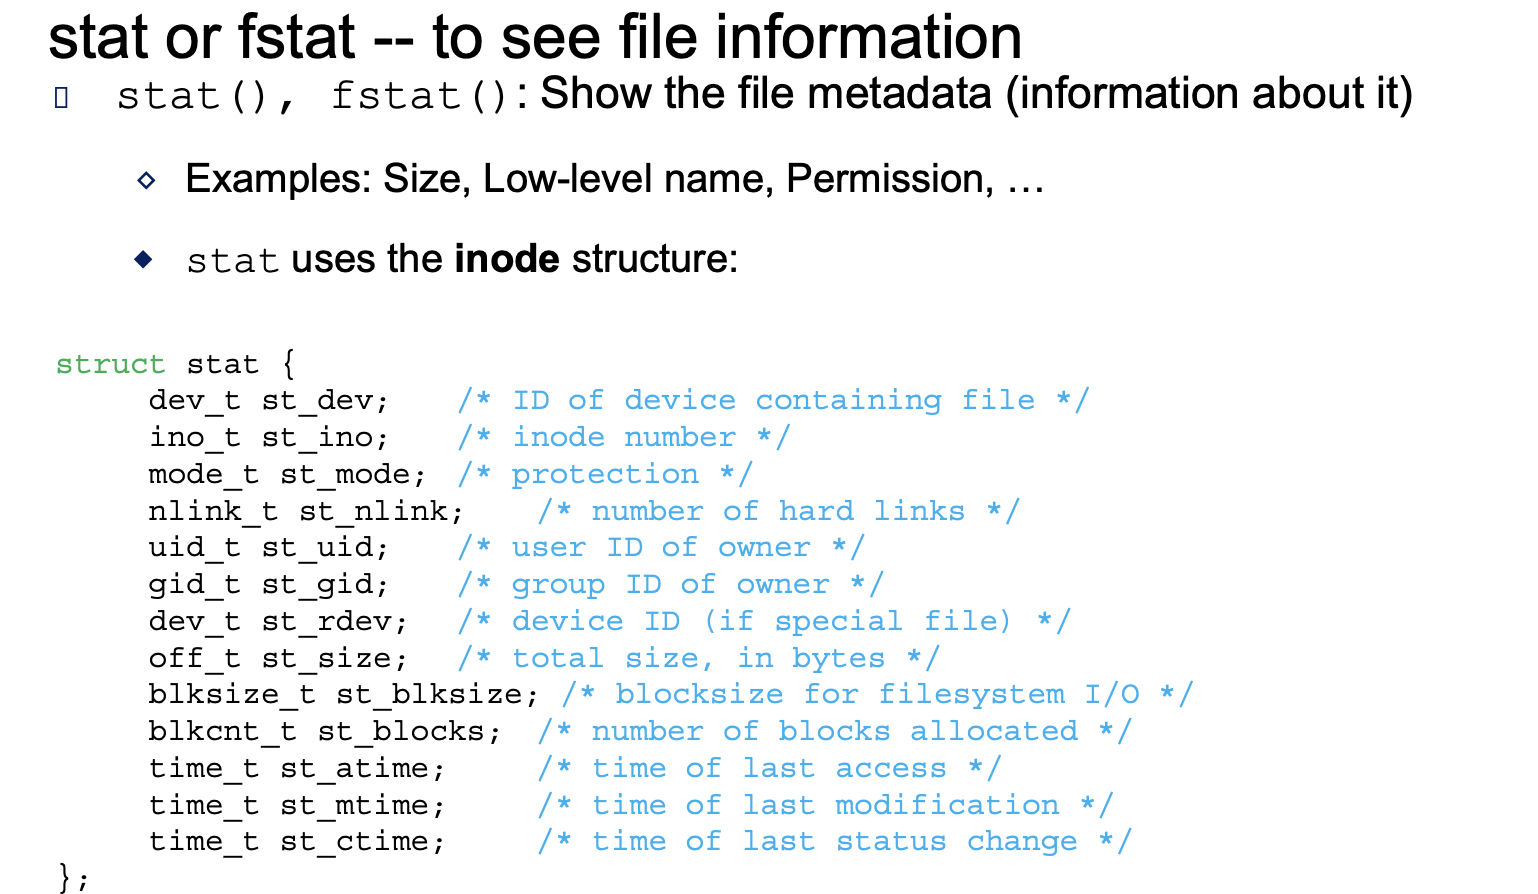 stat or fstat -- to see file information
stat(), fstat(): Show the file metadata (information about it)
Examples: Size, Low-level name, Permission, …
stat uses the inode structure:
struct stat {
dev_t st_dev; /* ID of device containing file */
ino_t st_ino; /* inode number */
mode_t st_mode; /* protection */
nlink_t st_nlink; /* number of hard links */
uid_t st_uid; /* user ID of owner */
gid_t st_gid; /* group ID of owner */
dev_t st_rdev; /* device ID (if special file) */
off_t st_size; /* total size, in bytes */
blksize_t st_blksize; /* blocksize for filesystem I/O */
blkcnt_t st_blocks; /* number of blocks allocated */
time_t st_atime; /* time of last access */
time_t st_mtime; /* time of last modification */
time_t st_ctime; /* time of last status change */
};